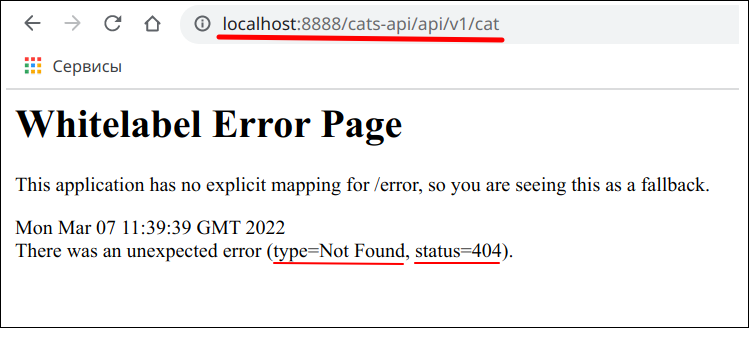 localhost:8888/cats-api/api/v1/cat
Сервисы
Whitelabel Error Page
This application has no explicit mapping for /error, so you are seeing this as a fallback.
Mon Mar 07 11:39:39 GMT 2022
There was an unexpected error (type=Not Found, status=404).